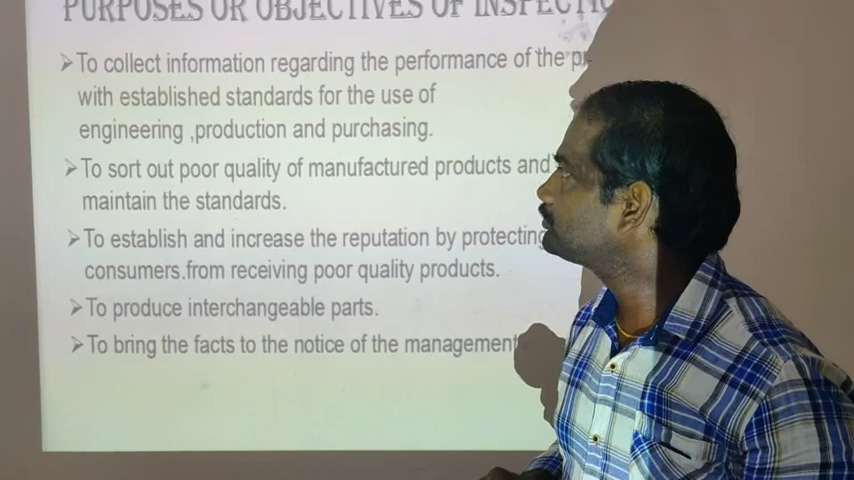 PURPOSES OR OBJECTIVES OF
To collect information regarding the performance of the
with established standards for the use of
engineering ,production and purchasing.
To sort out poor quality of manufactured products and
maintain the standards.
To establish and increase the reputation by protecting
consumers.from receiving poor quality products.
To produce interchangeable parts.
To bring the facts to the notice of the management